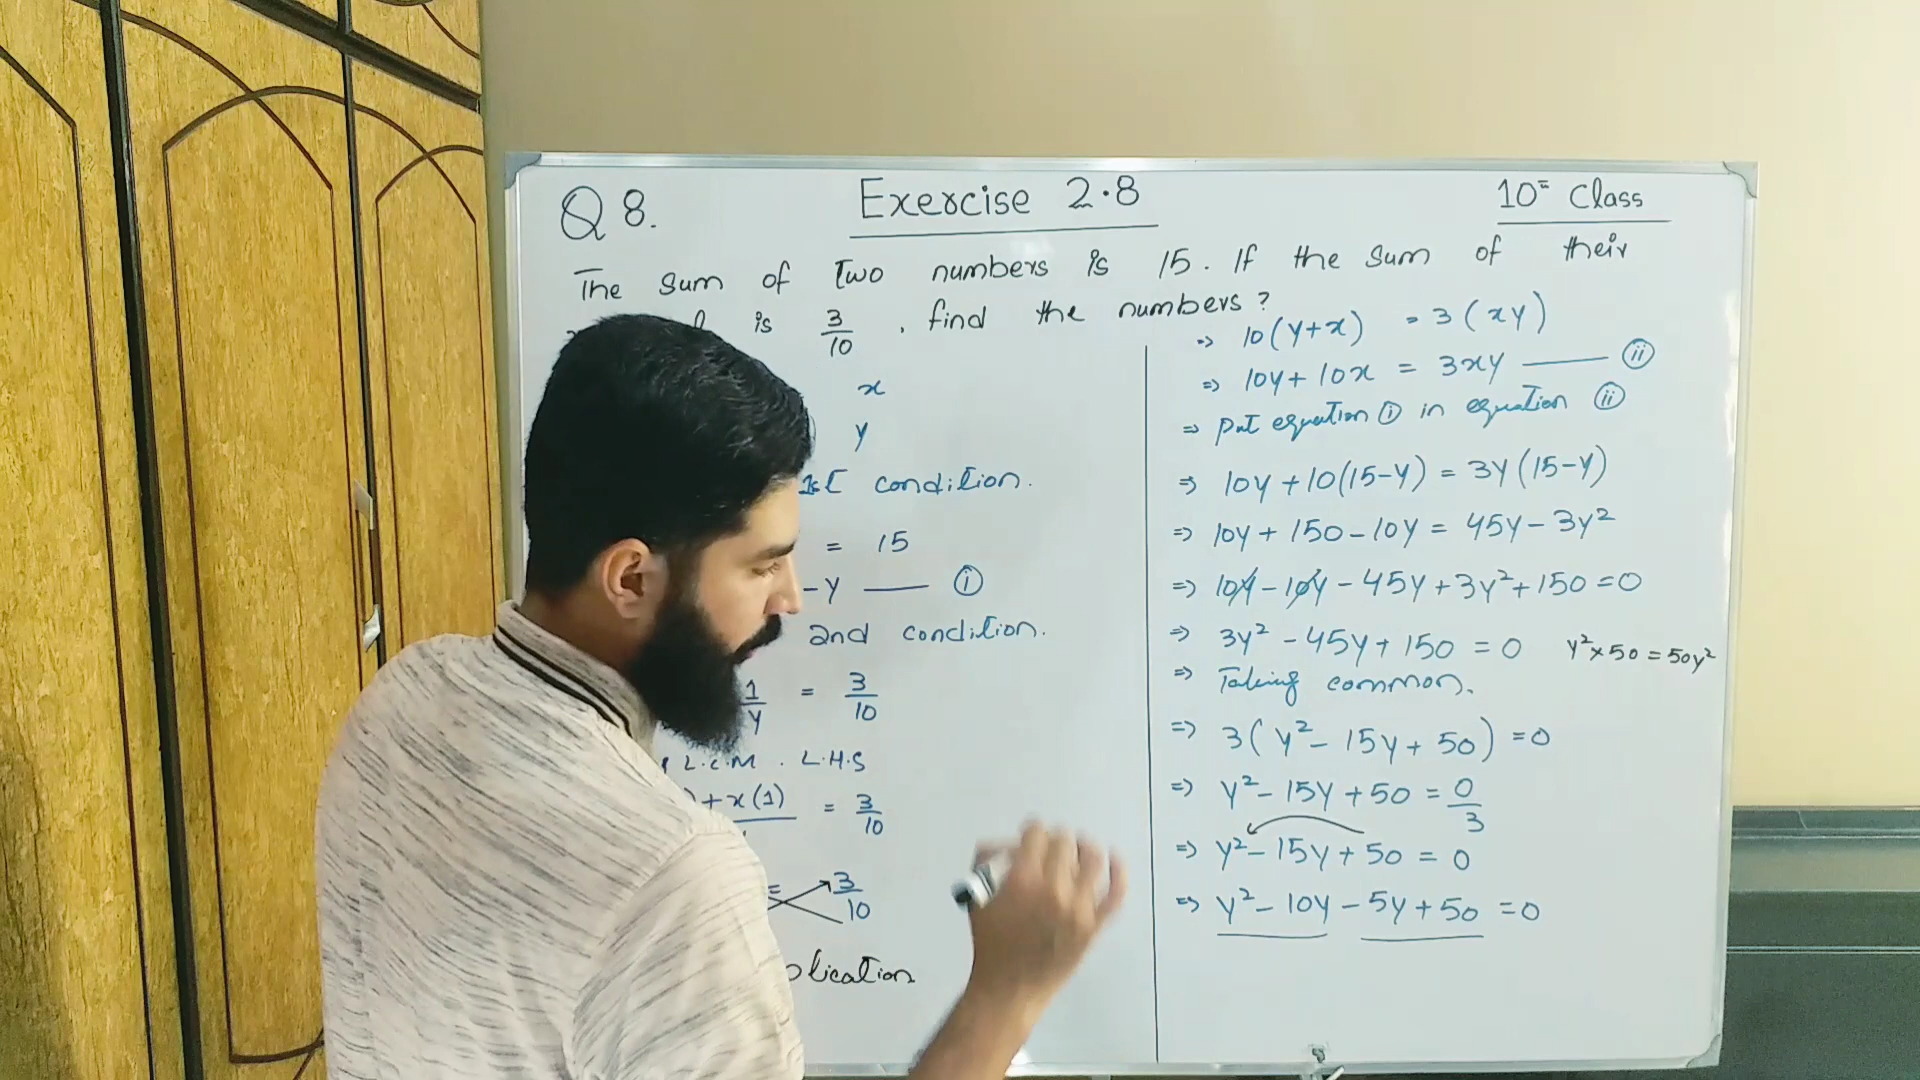 Q 8. Exercise 2.8 10= Class
The sum of Two numbers is 15. If the sum of their
is 3/10, find the numbers?
x
y
1st condition.
= 15
-y —— (i)
2nd condition.
1/y = 3/10
L.C.M. L.H.S
)+x(1) = 3/10
= 3/10
plication
=> 10(y+x) = 3(xy)
=> 10y+10x = 3xy —— (ii)
=> Put equation (i) in equation (ii)
=> 10y+10(15-y) = 3y(15-y)
=> 10y+150-10y = 45y-3y²
=> 10y-10y-45y+3y²+150=0
=> 3y²-45y+150=0 y²×50=50y²
=> Taking common.
=> 3(y²-15y+50)=0
=> y²-15y+50=0/3
=> y²-15y+50=0
=> y²-10y-5y+50=0